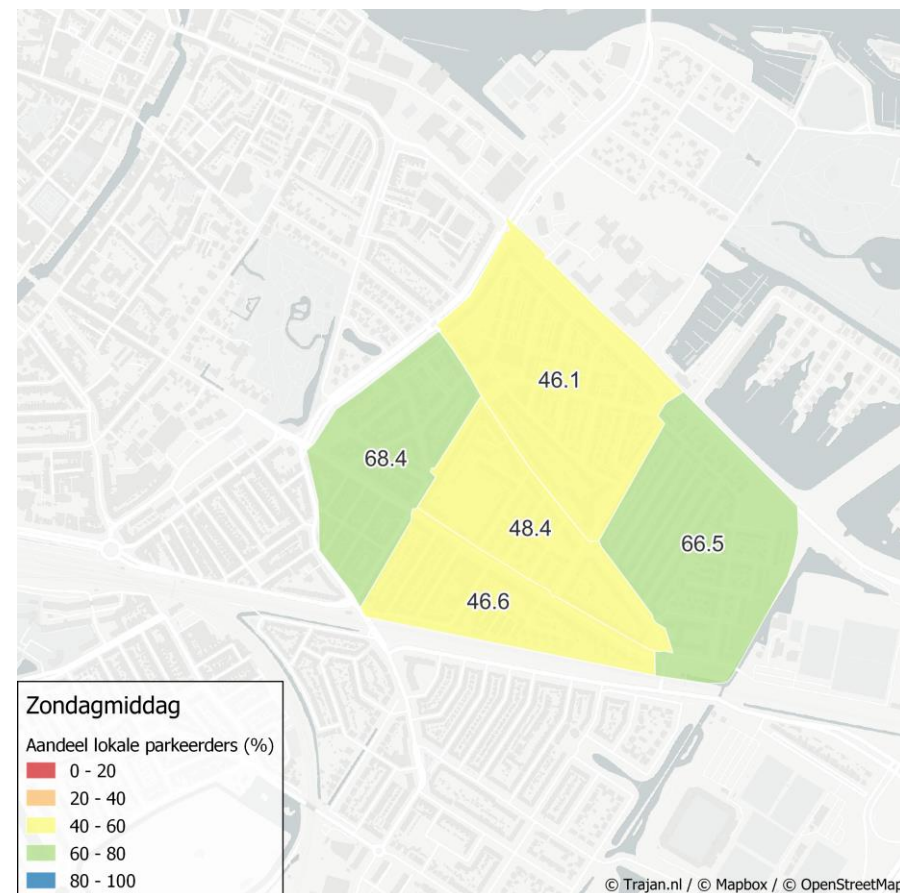 46.1
68.4
48.4
66.5
46.6
Zondagmiddag
Aandeel lokale parkeerders (%)
0 - 20
20 - 40
40 - 60
60 - 80
80 - 100
© Trajan.nl / © Mapbox / © OpenStreetMap